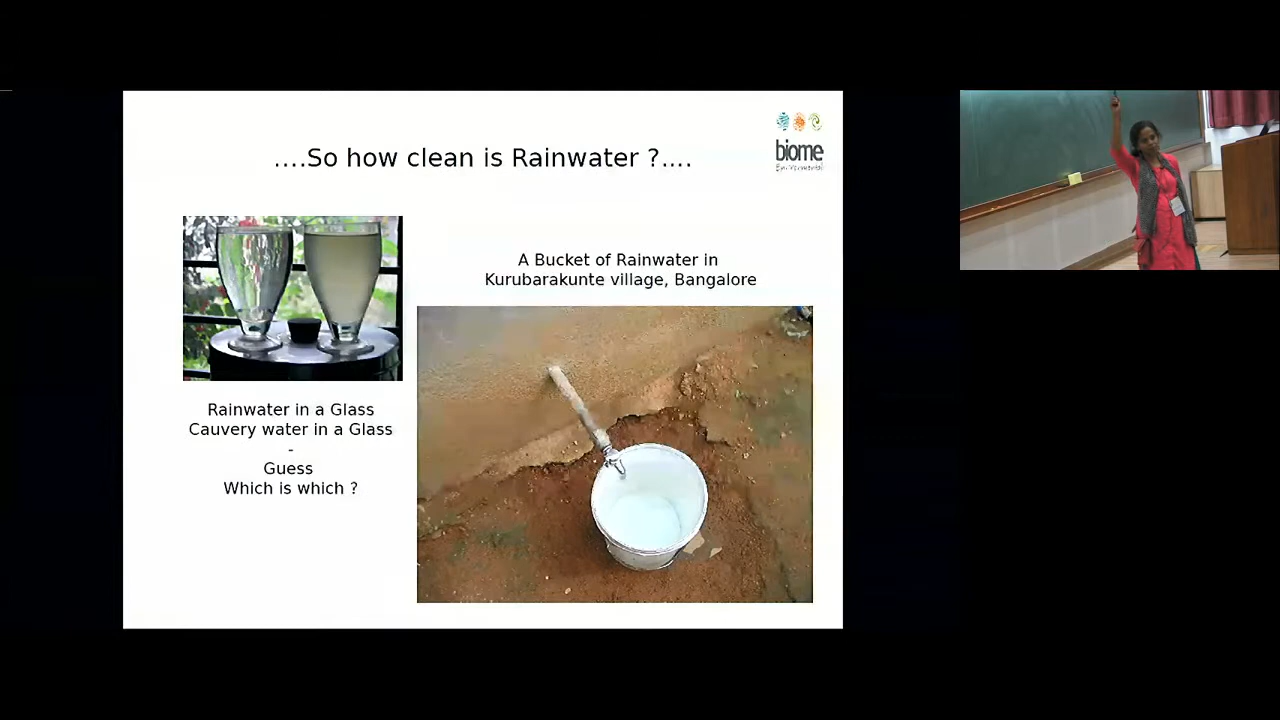 ....So how clean is Rainwater ?....
biome
Environmental
A Bucket of Rainwater in
Kurubarakunte village, Bangalore
Rainwater in a Glass
Cauvery water in a Glass
-
Guess
Which is which ?